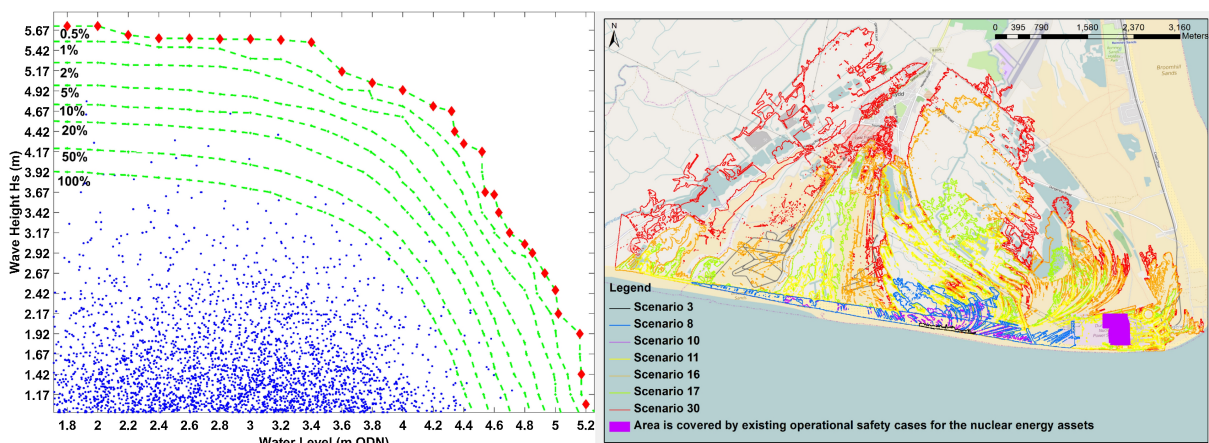 5.67
5.42
5.17
4.92
4.67
4.42
4.17
3.92
3.67
3.42
3.17
2.92
2.67
2.42
2.17
1.92
1.67
1.42
1.17
Wave Height Hs (m)
0.5%
1%
2%
5%
10%
20%
50%
100%
1.8 2 2.2 2.4 2.6 2.8 3 3.2 3.4 3.6 3.8 4 4.2 4.4 4.6 4.8 5 5.2
Water Level (m ODN)
N
0 395 790 1,580 2,370 3,160
Meters
Broomhill
Sands
Legend
Scenario 3
Scenario 8
Scenario 10
Scenario 11
Scenario 16
Scenario 17
Scenario 30
Area is covered by existing operational safety cases for the nuclear energy assets